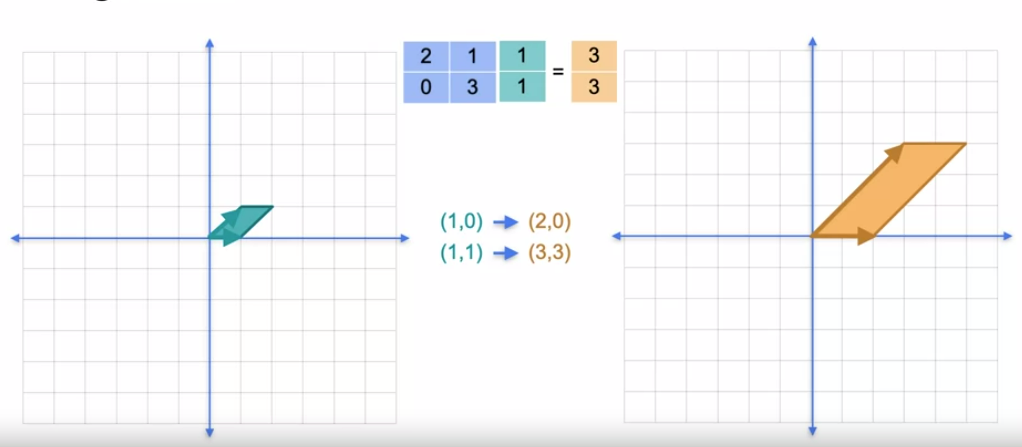 2 1 1 = 3
0 3 1 3
(1,0) → (2,0)
(1,1) → (3,3)